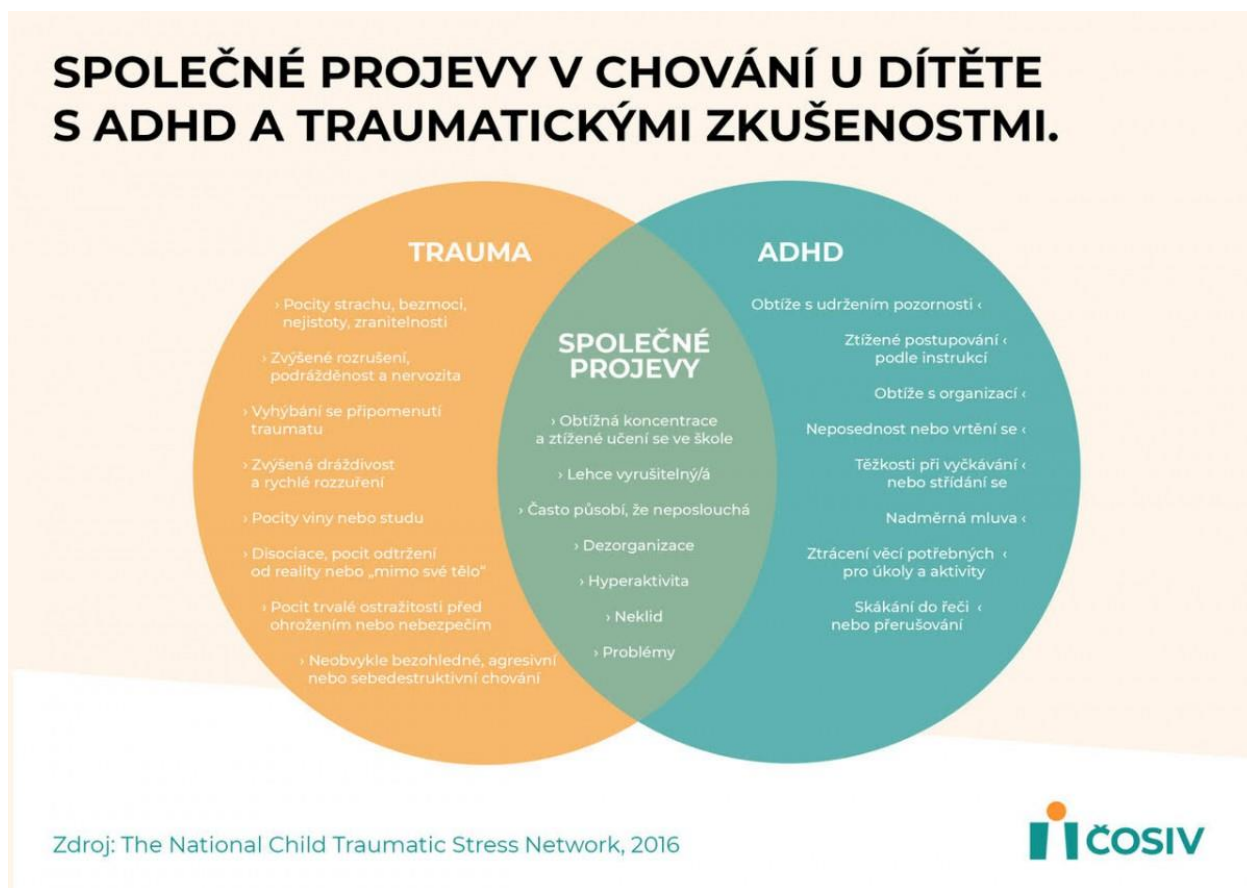 SPOLEČNÉ PROJEVY V CHOVÁNÍ U DÍTĚTE
S ADHD A TRAUMATICKÝMI ZKUŠENOSTMI.
TRAUMA
› Pocity strachu, bezmoci,
nejistoty, zranitelnosti
› Zvýšené rozrušení,
podrážděnost a nervozita
› Vyhýbání se připomenutí
traumatu
› Zvýšená dráždivost
a rychlé rozzuření
› Pocity viny nebo studu
› Disociace, pocit odtržení
od reality nebo „mimo své tělo“
› Pocit trvalé ostražitosti před
ohrožením nebo nebezpečím
› Neobvykle bezohledné, agresivní
nebo sebedestruktivní chování
SPOLEČNÉ
PROJEVY
› Obtížná koncentrace
a ztížené učení se ve škole
› Lehce vyrušitelný/á
› Často působí, že neposlouchá
› Dezorganizace
› Hyperaktivita
› Neklid
› Problémy
ADHD
Obtíže s udržením pozornosti ‹
Ztížené postupování ‹
podle instrukcí
Obtíže s organizací ‹
Neposednost nebo vrtění se ‹
Těžkosti při vyčkávání ‹
nebo střídání se
Nadměrná mluva ‹
Ztrácení věcí potřebných ‹
pro úkoly a aktivity
Skákání do řeči ‹
nebo přerušování
Zdroj: The National Child Traumatic Stress Network, 2016
ČOSIV